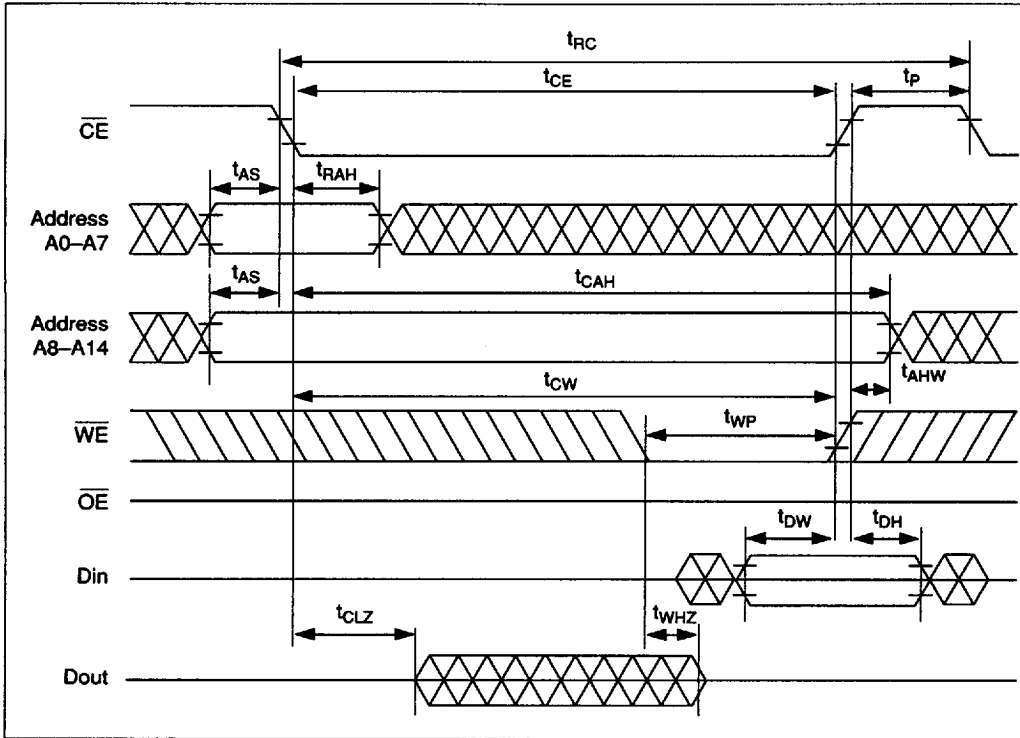 tRC
tCE
tP
CE
tAS
tRAH
Address
A0–A7
tAS
tCAH
Address
A8–A14
tAHW
tCW
WE
tWP
OE
tDW
tDH
Din
tCLZ
tWHZ
Dout